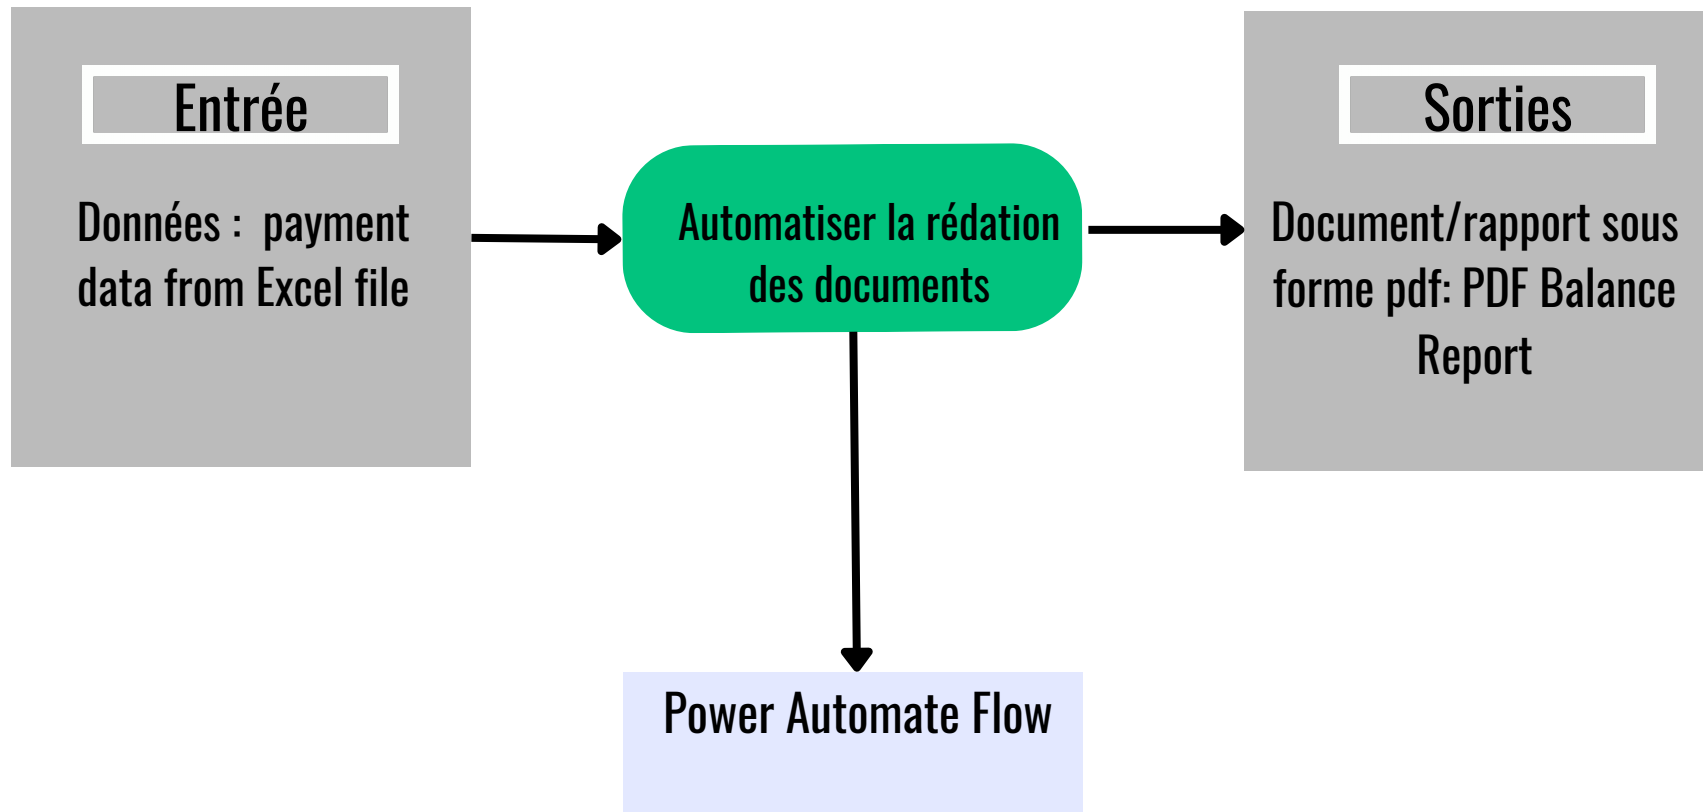 Entrée
Données :  payment
data from Excel file
Automatiser la rédation
des documents
Sorties
Document/rapport sous
forme pdf: PDF Balance
Report
Power Automate Flow